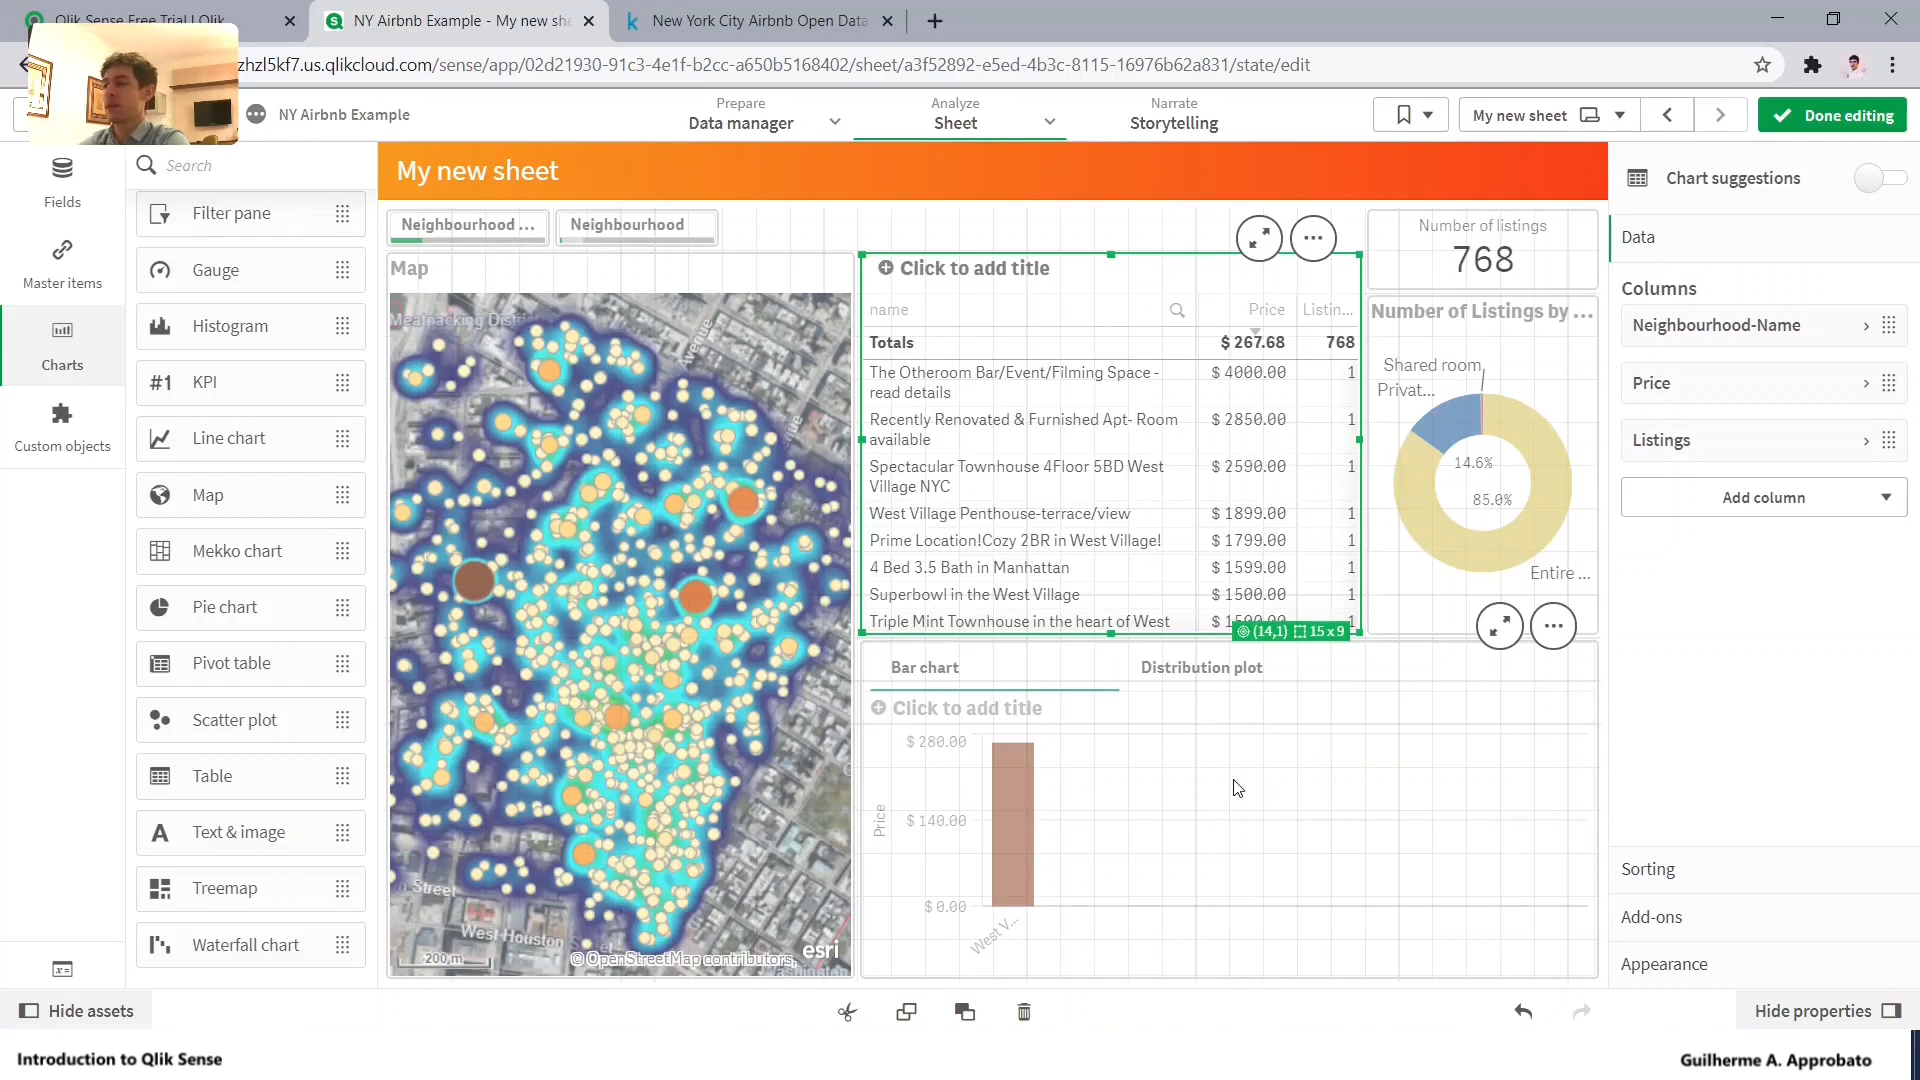 Qlik Sense Free Trial | Qlik
NY Airbnb Example - My new she
New York City Airbnb Open Data
zhzl5kf7.us.qlikcloud.com/sense/app/02d21930-91c3-4e1f-b2cc-a650b5168402/sheet/a3f52892-e5ed-4b3c-8115-16976b62a831/state/edit
NY Airbnb Example
Prepare
Data manager
Analyze
Sheet
Narrate
Storytelling
My new sheet
Done editing
Fields
Master items
Charts
Custom objects
Search
Filter pane
Gauge
Histogram
#1 KPI
Line chart
Map
Mekko chart
Pie chart
Pivot table
Scatter plot
Table
A Text & image
Treemap
Waterfall chart
My new sheet
Neighbourhood ...
Neighbourhood
Map
Meatpacking Distric
Avenue
Street
West Houston
200 m
© OpenStreetMap contributors,
esri
Click to add title
name Price Listin...
Totals $ 267.68 768
The Otheroom Bar/Event/Filming Space - $ 4000.00 1
read details
Recently Renovated & Furnished Apt- Room $ 2850.00 1
available
Spectacular Townhouse 4Floor 5BD West $ 2590.00 1
Village NYC
West Village Penthouse-terrace/view $ 1899.00 1
Prime Location!Cozy 2BR in West Village! $ 1799.00 1
4 Bed 3.5 Bath in Manhattan $ 1599.00 1
Superbowl in the West Village $ 1500.00 1
Triple Mint Townhouse in the heart of West
(14,1) 15 x 9
Number of listings
768
Number of Listings by ...
Shared room
Privat...
14.6%
85.0%
Entire ...
Bar chart
Distribution plot
Click to add title
Price
$ 280.00
$ 140.00
$ 0.00
West V...
Chart suggestions
Data
Columns
Neighbourhood-Name
Price
Listings
Add column
Sorting
Add-ons
Appearance
Hide assets
Hide properties
Introduction to Qlik Sense
Guilherme A. Approbato